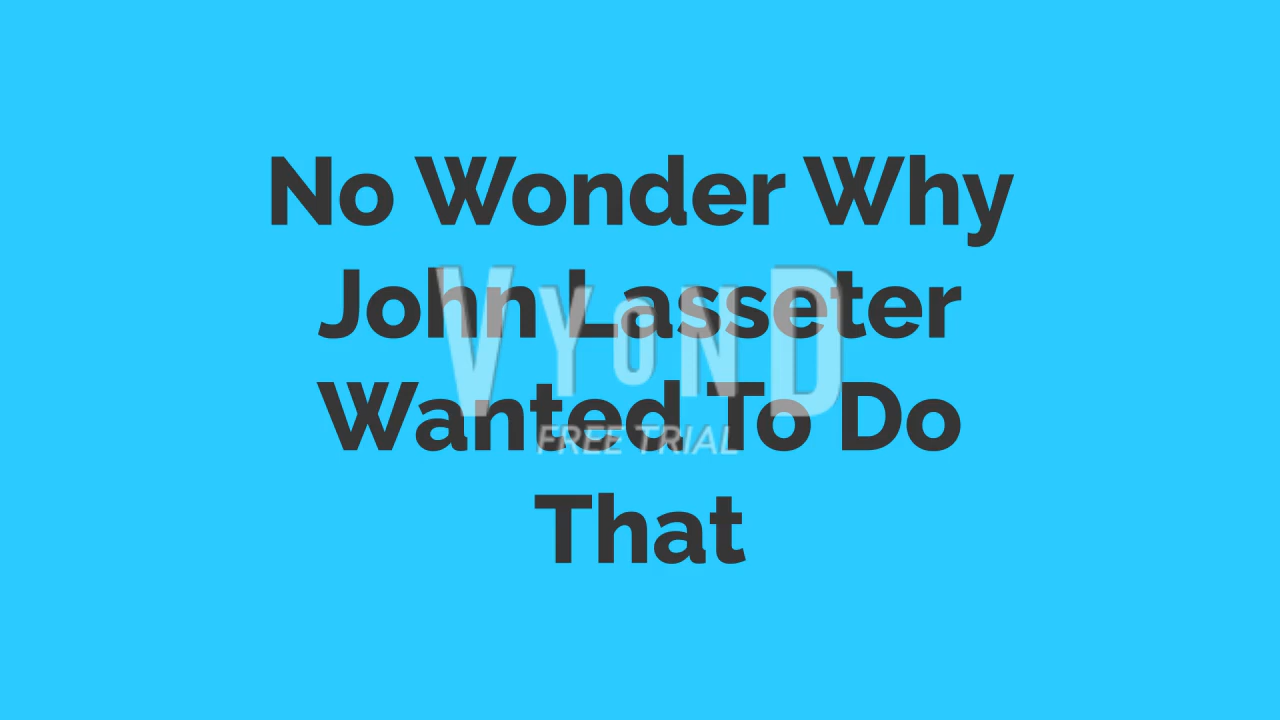 No Wonder Why
John Lasseter
Wanted To Do
That
VYOND
FREE TRIAL